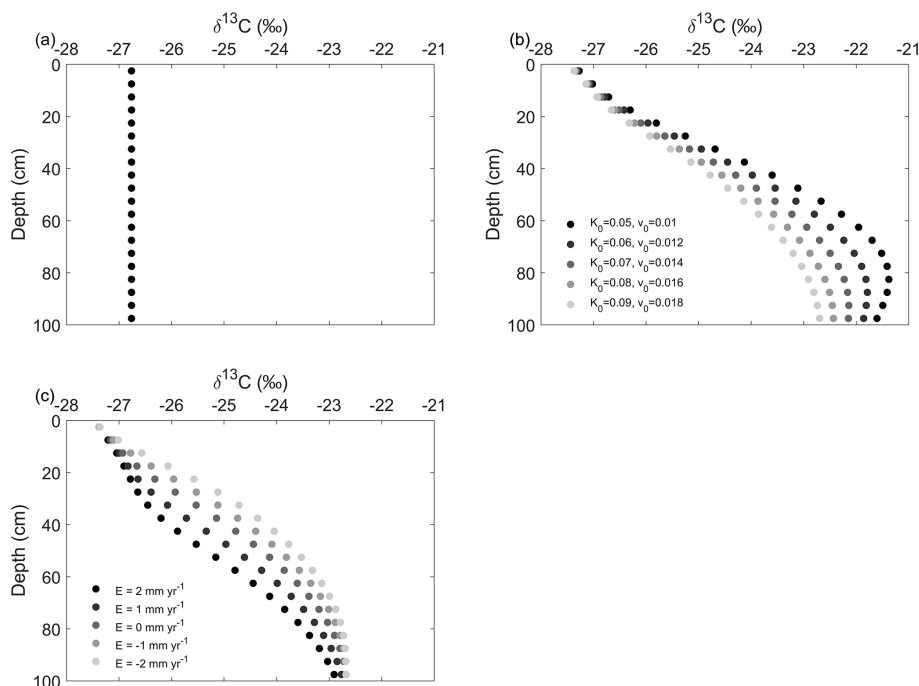 δ¹³C (‰)
(a)
-28 -27 -26 -25 -24 -23 -22 -21
0
20
40
60
80
100
Depth (cm)
δ¹³C (‰)
(b)
-28 -27 -26 -25 -24 -23 -22 -21
0
20
40
60
80
100
Depth (cm)
K₀=0.05, v₀=0.01
K₀=0.06, v₀=0.012
K₀=0.07, v₀=0.014
K₀=0.08, v₀=0.016
K₀=0.09, v₀=0.018
δ¹³C (‰)
(c)
-28 -27 -26 -25 -24 -23 -22 -21
0
20
40
60
80
100
Depth (cm)
E = 2 mm yr⁻¹
E = 1 mm yr⁻¹
E = 0 mm yr⁻¹
E = -1 mm yr⁻¹
E = -2 mm yr⁻¹